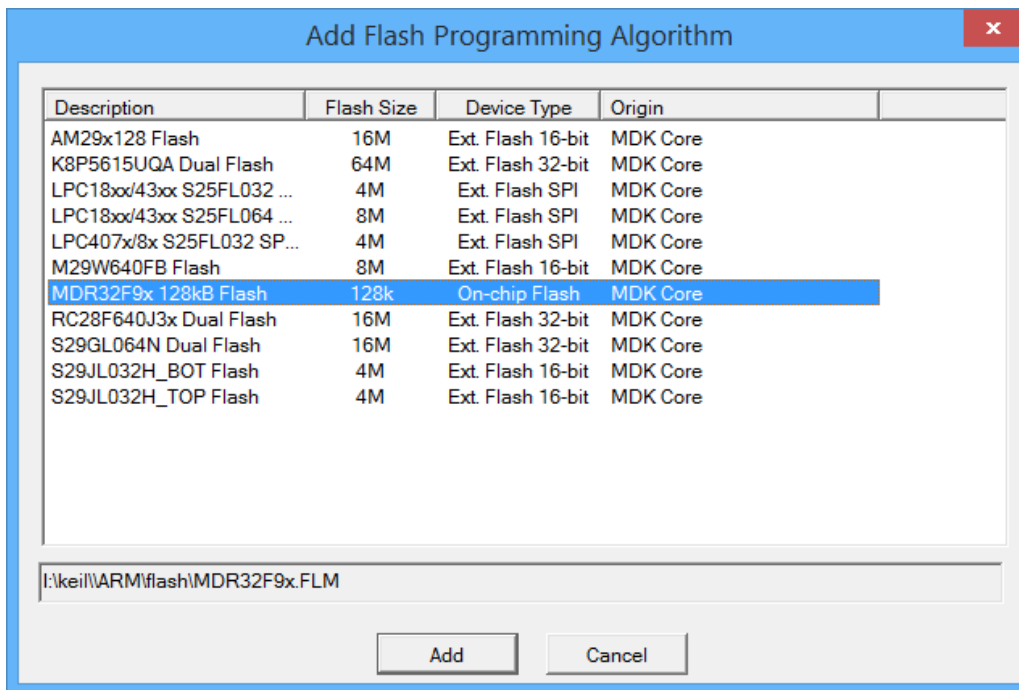 Add Flash Programming Algorithm
Description Flash Size Device Type Origin
AM29x128 Flash 16M Ext. Flash 16-bit MDK Core
K8P5615UQA Dual Flash 64M Ext. Flash 32-bit MDK Core
LPC18xx/43xx S25FL032 ... 4M Ext. Flash SPI MDK Core
LPC18xx/43xx S25FL064 ... 8M Ext. Flash SPI MDK Core
LPC407x/8x S25FL032 SP... 4M Ext. Flash SPI MDK Core
M29W640FB Flash 8M Ext. Flash 16-bit MDK Core
MDR32F9x 128kB Flash 128k On-chip Flash MDK Core
RC28F640J3x Dual Flash 16M Ext. Flash 32-bit MDK Core
S29GL064N Dual Flash 16M Ext. Flash 32-bit MDK Core
S29JL032H_BOT Flash 4M Ext. Flash 16-bit MDK Core
S29JL032H_TOP Flash 4M Ext. Flash 16-bit MDK Core
I:\keil\\ARM\flash\MDR32F9x.FLM
Add Cancel